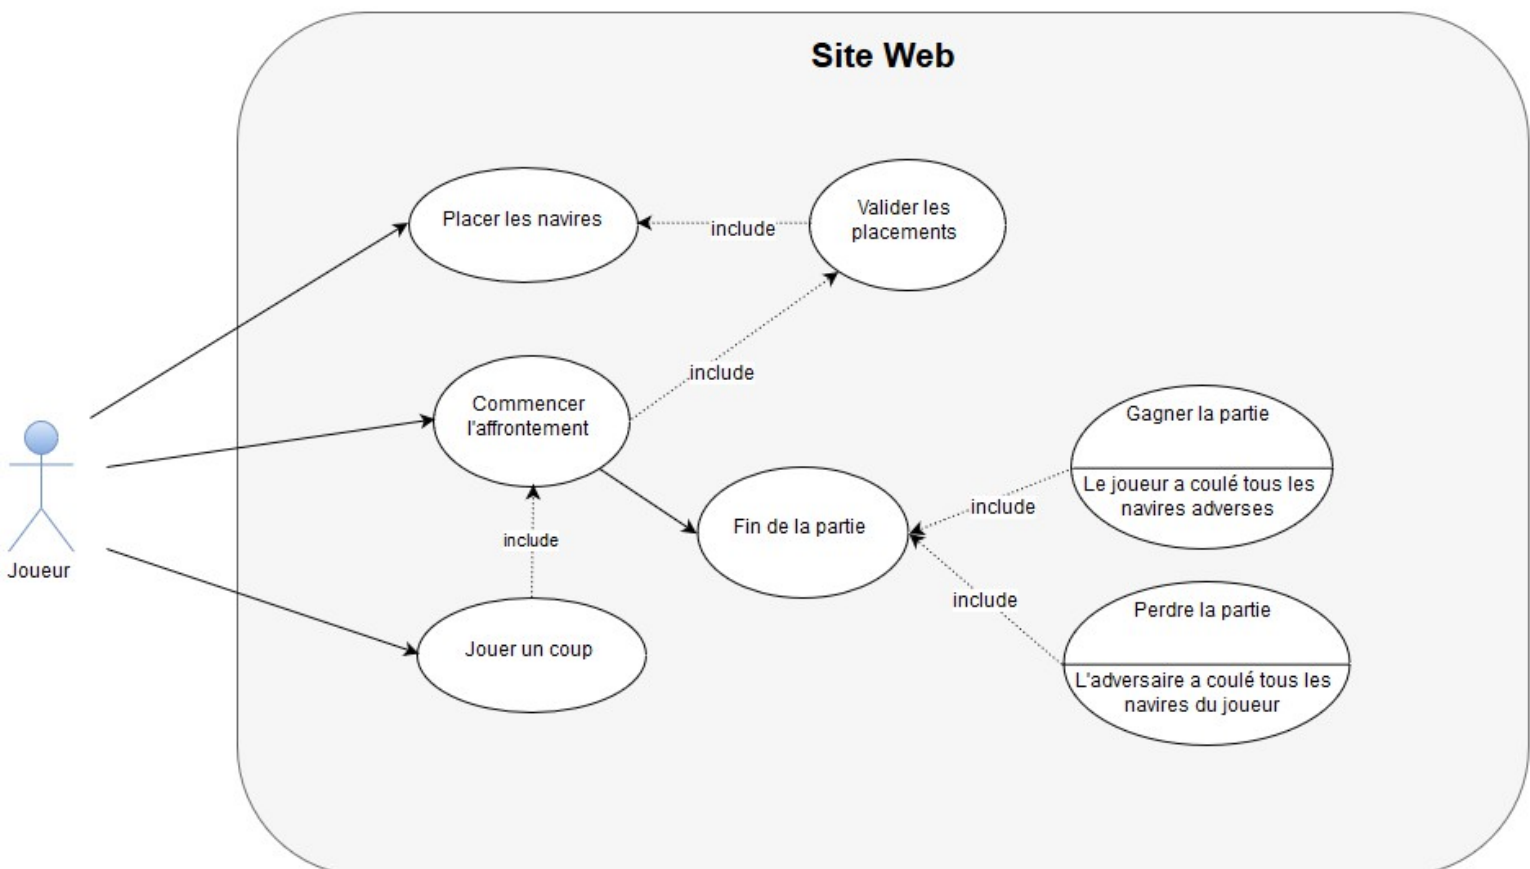 Site Web
Placer les navires
include
Valider les
placements
include
Commencer
l'affrontement
Gagner la partie
Le joueur a coulé tous les
navires adverses
include
Fin de la partie
include
include
Joueur
Perdre la partie
L'adversaire a coulé tous les
navires du joueur
Jouer un coup